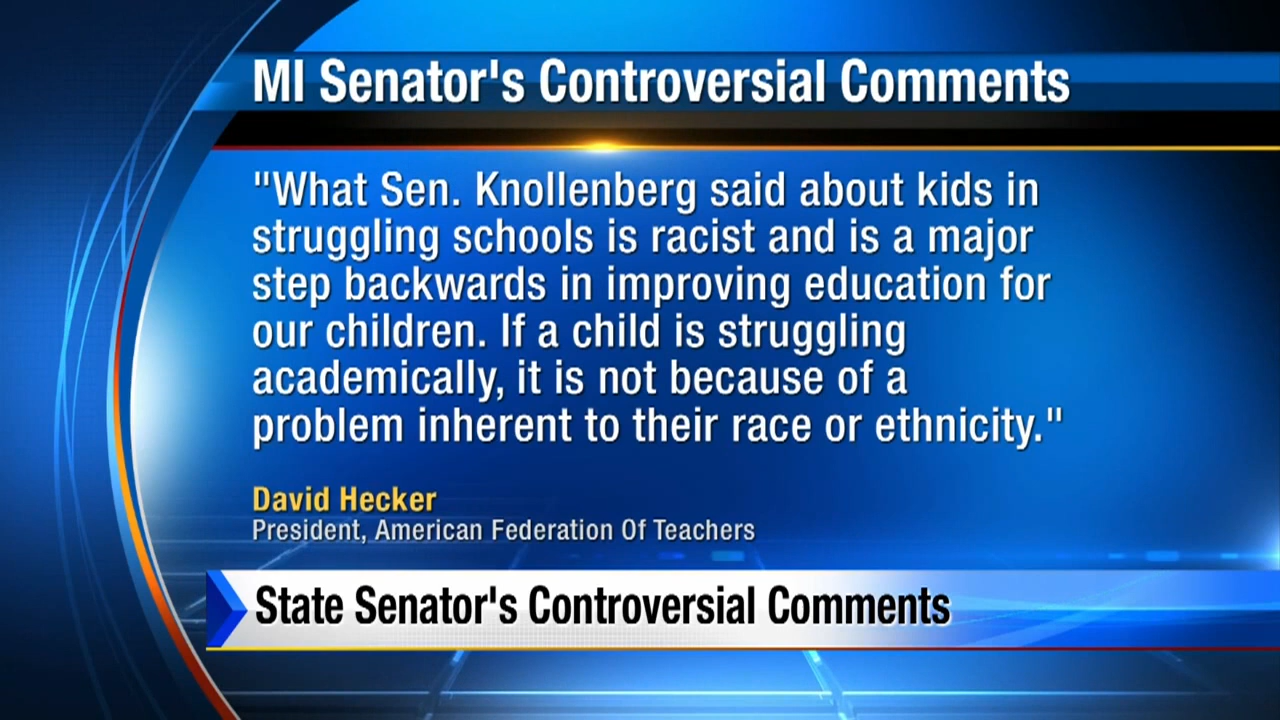 MI Senator's Controversial Comments
"What Sen. Knollenberg said about kids in
struggling schools is racist and is a major
step backwards in improving education for
our children. If a child is struggling
academically, it is not because of a
problem inherent to their race or ethnicity."
David Hecker
President, American Federation Of Teachers
State Senator's Controversial Comments